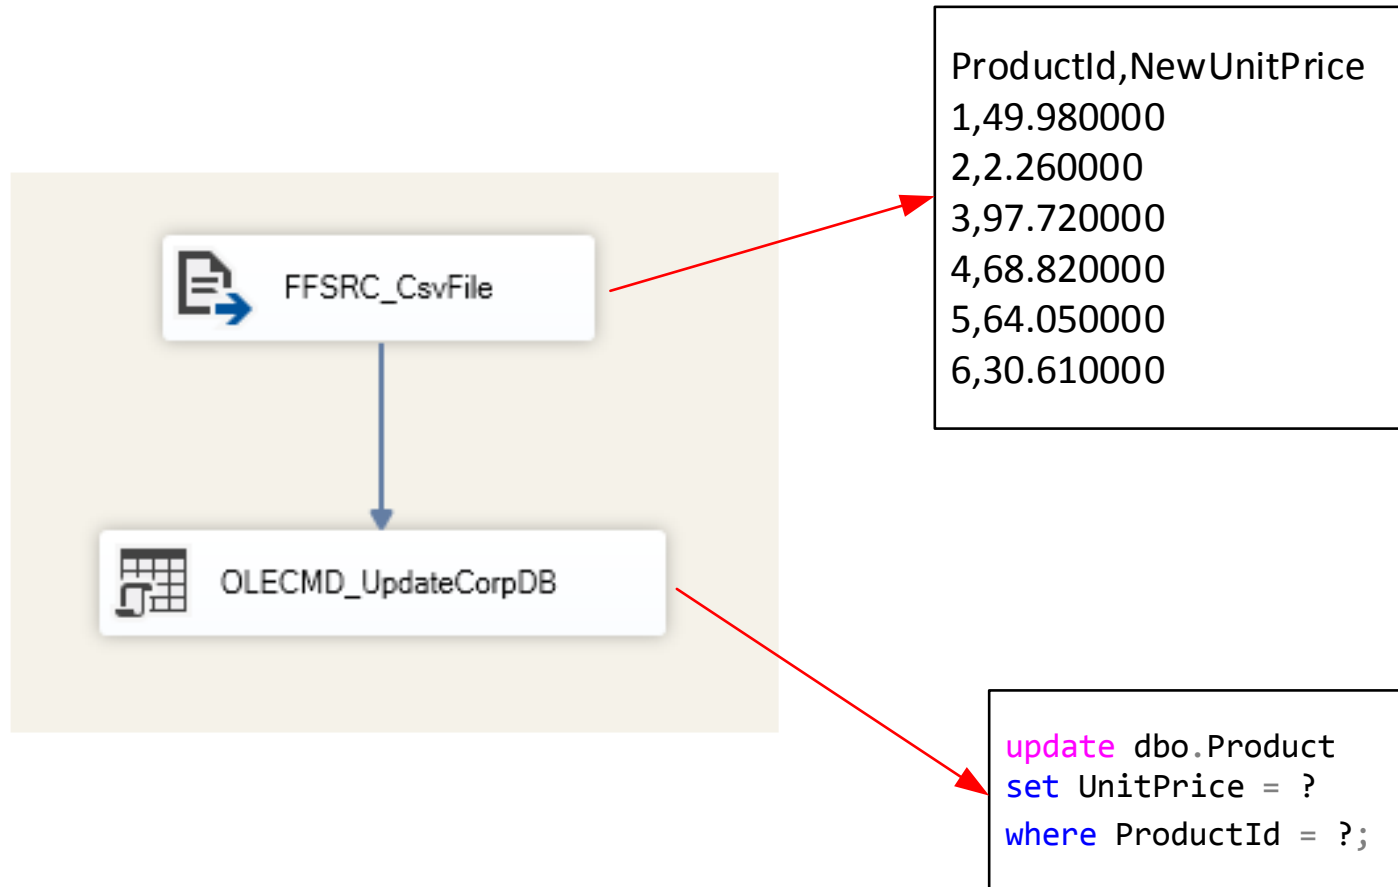 ProductId,NewUnitPrice
1,49.980000
2,2.260000
3,97.720000
4,68.820000
5,64.050000
6,30.610000
FFSRC_CsvFile
OLECMD_UpdateCorpDB
update dbo.Product
set UnitPrice = ?
where ProductId = ?;